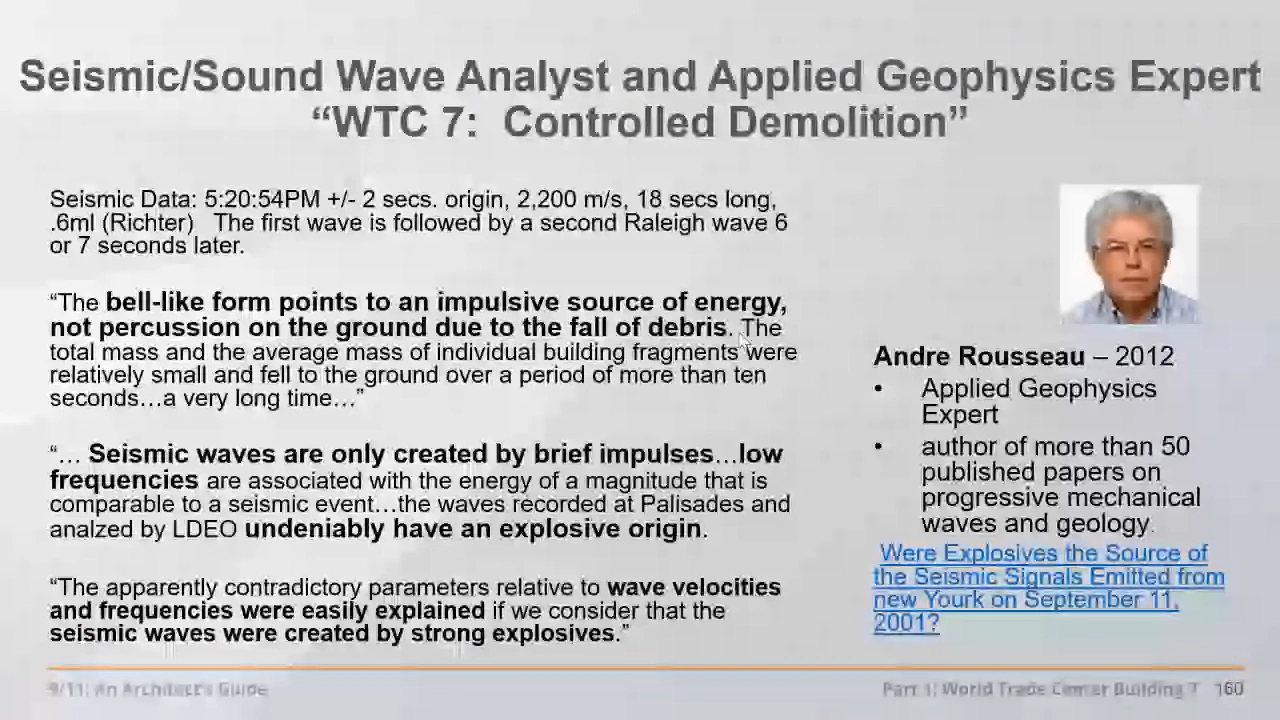 Seismic/Sound Wave Analyst and Applied Geophysics Expert
“WTC 7:  Controlled Demolition”
Seismic Data: 5:20:54PM +/- 2 secs. origin, 2,200 m/s, 18 secs long,
.6ml (Richter)   The first wave is followed by a second Raleigh wave 6
or 7 seconds later.
“The bell-like form points to an impulsive source of energy,
not percussion on the ground due to the fall of debris. The
total mass and the average mass of individual building fragments were
relatively small and fell to the ground over a period of more than ten
seconds…a very long time…”
“… Seismic waves are only created by brief impulses…low
frequencies are associated with the energy of a magnitude that is
comparable to a seismic event…the waves recorded at Palisades and
analzed by LDEO undeniably have an explosive origin.
“The apparently contradictory parameters relative to wave velocities
and frequencies were easily explained if we consider that the
seismic waves were created by strong explosives.”
Andre Rousseau – 2012
• Applied Geophysics
Expert
• author of more than 50
published papers on
progressive mechanical
waves and geology.
Were Explosives the Source of
the Seismic Signals Emitted from
new Yourk on September 11,
2001?
9/11: An Architect's Guide
Part 1: World Trade Center Building 7   160